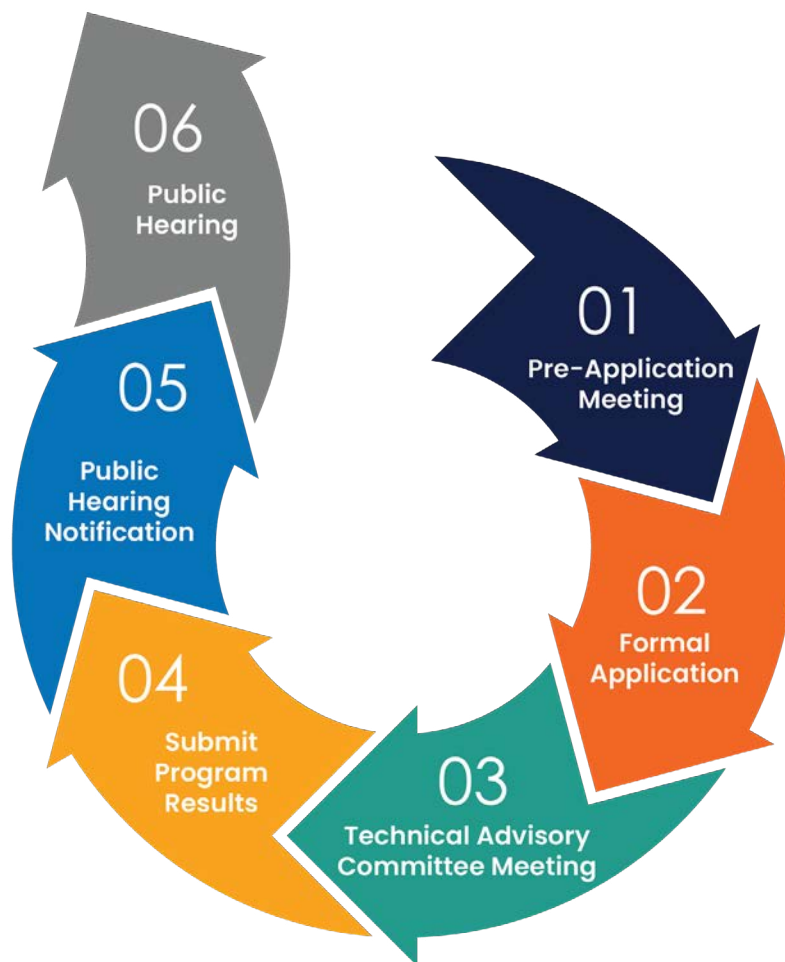 01
Pre-Application
Meeting
02
Formal
Application
03
Technical Advisory
Committee Meeting
04
Submit
Program
Results
05
Public
Hearing
Notification
06
Public
Hearing